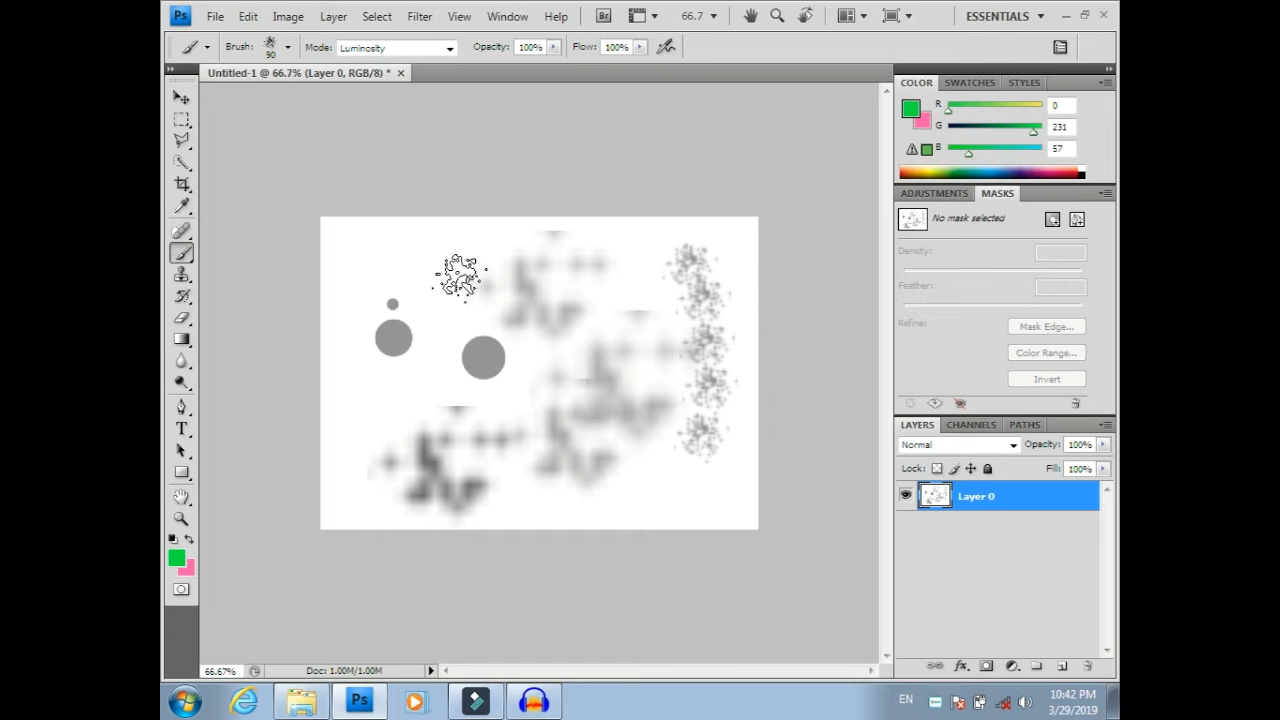 Ps File Edit Image Layer Select Filter View Window Help Br 66.7 ESSENTIALS
Brush: 90 Mode: Luminosity Opacity: 100% Flow: 100%
Untitled-1 @ 66.7% (Layer 0, RGB/8) *
COLOR SWATCHES STYLES
R 0
G 231
B 57
ADJUSTMENTS MASKS
No mask selected
Density:
Feather:
Refine: Mask Edge...
Color Range...
Invert
LAYERS CHANNELS PATHS
Normal Opacity: 100%
Lock: Fill: 100%
Layer 0
T
fx
66.67% Doc: 1.00M/1.00M
Ps EN 10:42 PM
3/29/2019